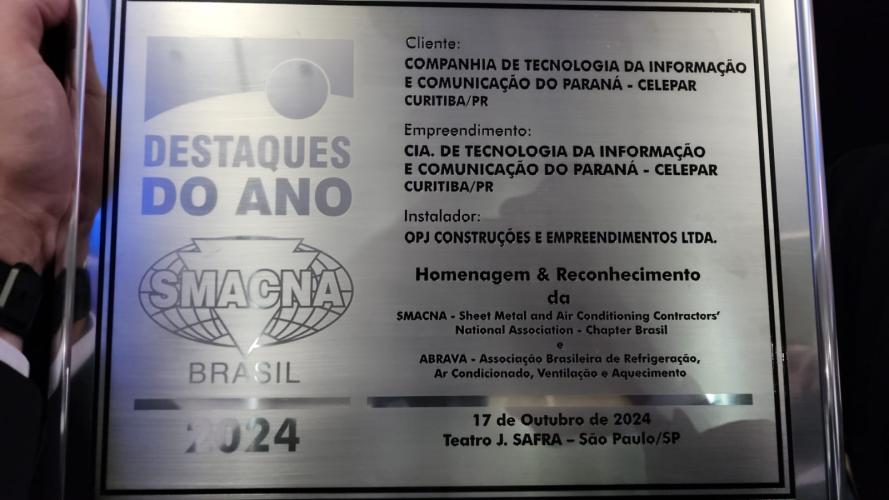 DESTAQUES
DO ANO
SMACNA
BRASIL
2024
Cliente:
COMPANHIA DE TECNOLOGIA DA INFORMAÇÃO
E COMUNICAÇÃO DO PARANÁ - CELEPAR
CURITIBA/PR
Empreendimento:
CIA. DE TECNOLOGIA DA INFORMAÇÃO
E COMUNICAÇÃO DO PARANÁ - CELEPAR
CURITIBA/PR
Instalador:
OPJ CONSTRUÇÕES E EMPREENDIMENTOS LTDA.
Homenagem & Reconhecimento
da
SMACNA - Sheet Metal and Air Conditioning Contractors'
National Association - Chapter Brasil
e
ABRAVA - Associação Brasileira de Refrigeração,
Ar Condicionado, Ventilação e Aquecimento
17 de Outubro de 2024
Teatro J. SAFRA – São Paulo/SP